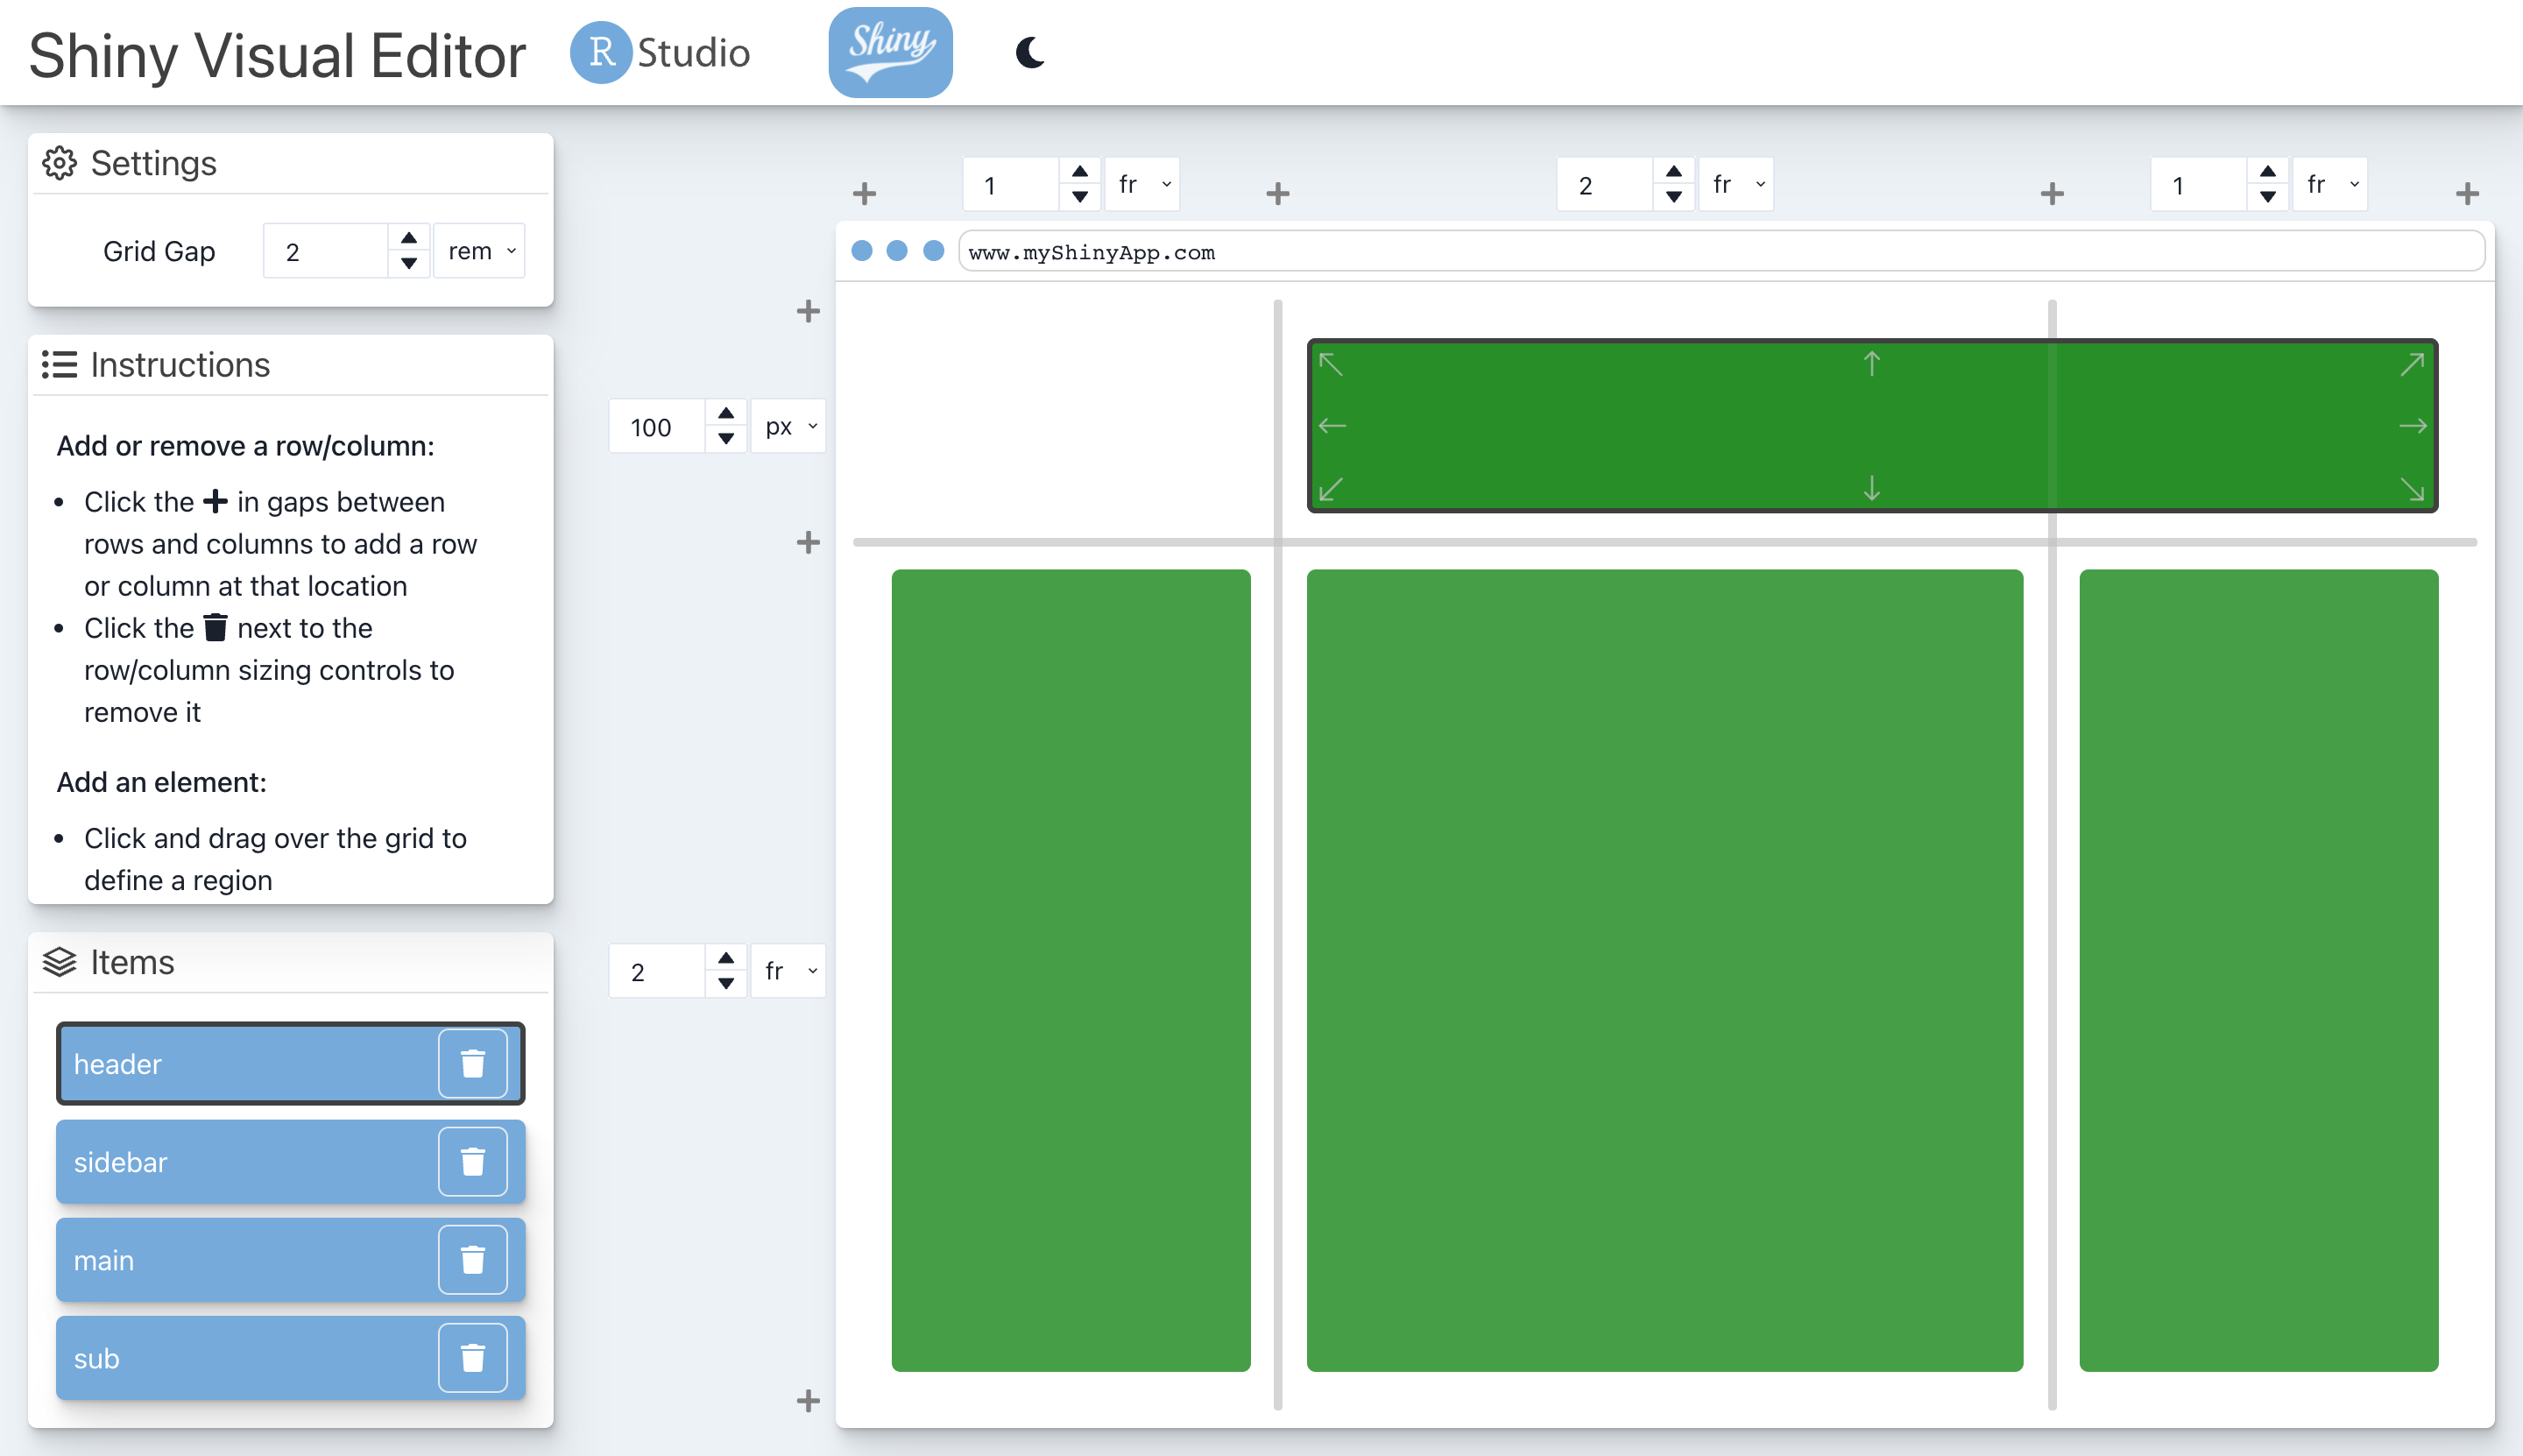 Shiny Visual Editor
R Studio
Shiny
Settings
Grid Gap
2
rem
Instructions
Add or remove a row/column:
Click the in gaps between
rows and columns to add a row
or column at that location
Click the next to the
row/column sizing controls to
remove it
Add an element:
Click and drag over the grid to
define a region
Items
header
sidebar
main
sub
1
fr
2
fr
1
fr
www.myShinyApp.com
100
px
2
fr